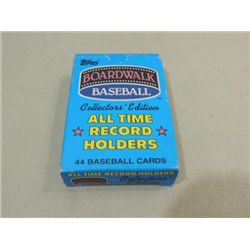 Topps
BOARDWALK
BASEBALL
Collectors' Edition
ALL TIME
RECORD
HOLDERS
44 BASEBALL CARDS
ALL TIME RECORD
HOLDERS